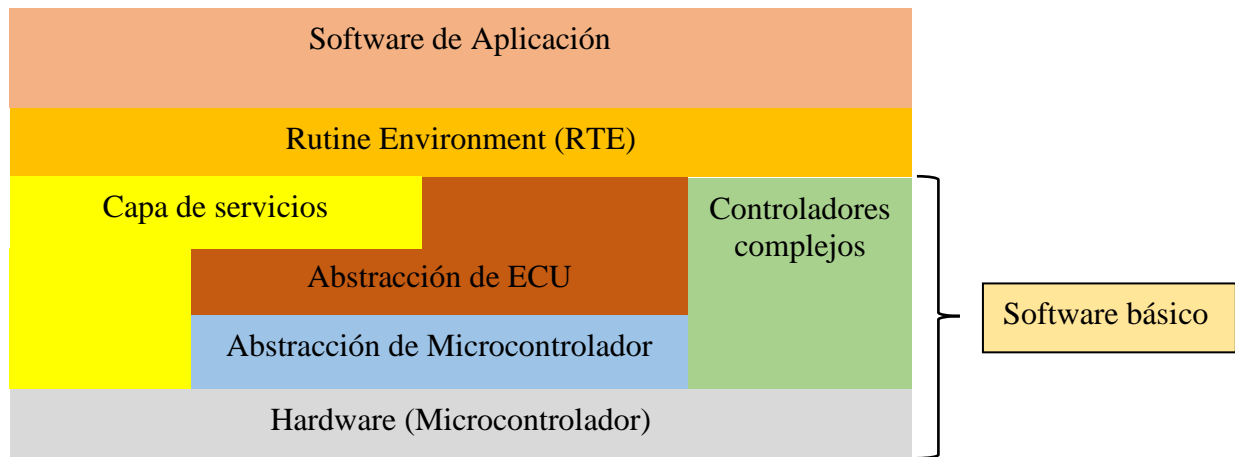 Software de Aplicación
Rutine Environment (RTE)
Capa de servicios
Controladores
complejos
Abstracción de ECU
Software básico
Abstracción de Microcontrolador
Hardware (Microcontrolador)